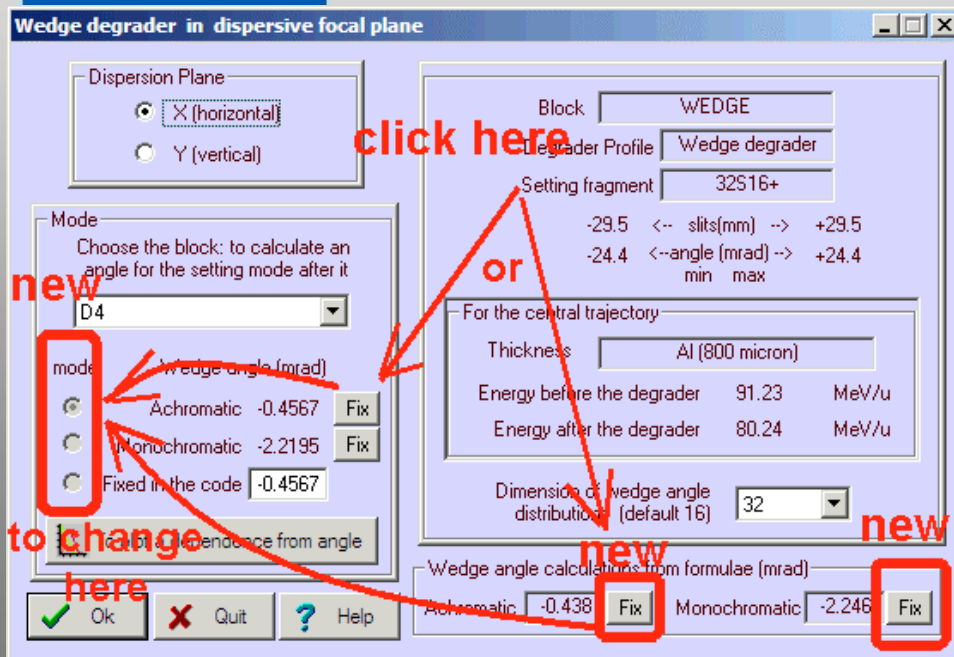 Wedge degrader in dispersive focal plane
Dispersion Plane
X (horizontal)
Y (vertical)
click here
Block WEDGE
Degrader Profile Wedge degrader
Setting fragment 32S16+
-29.5 <-- slits(mm) --> +29.5
-24.4 <--angle (mrad) --> +24.4
min max
or
Mode
Choose the block: to calculate an
angle for the setting mode after it
new
D4
mode Wedge angle (mrad)
Achromatic -0.4567 Fix
Monochromatic -2.2195 Fix
Fixed in the code -0.4567
To plot a dependence from angle
to change
here
For the central trajectory
Thickness Al (800 micron)
Energy before the degrader 91.23 MeV/u
Energy after the degrader 80.24 MeV/u
Dimension of wedge angle
distributions (default 16) 32
new
new
Wedge angle calculations from formulae (mrad)
Achromatic -0.438 Fix Monochromatic -2.246 Fix
Ok Quit ? Help